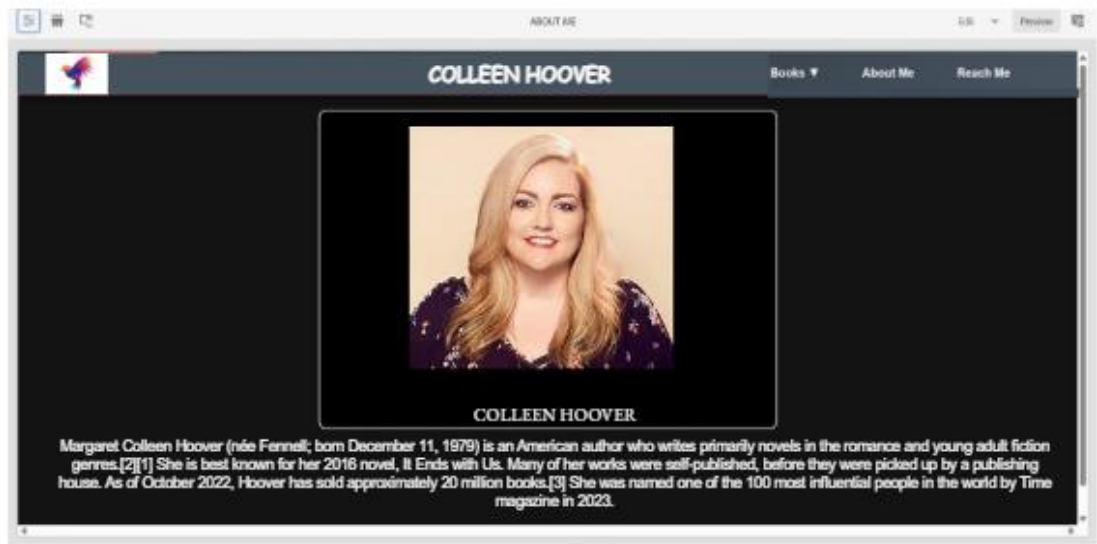 ABOUT ME
Edit
Preview
COLLEEN HOOVER
Books ▼
About Me
Reach Me
COLLEEN HOOVER
Margaret Colleen Hoover (née Fennell; born December 11, 1979) is an American author who writes primarily novels in the romance and young adult fiction
genres.[2][1] She is best known for her 2016 novel, It Ends with Us. Many of her works were self-published, before they were picked up by a publishing
house. As of October 2022, Hoover has sold approximately 20 million books.[3] She was named one of the 100 most influential people in the world by Time
magazine in 2023.